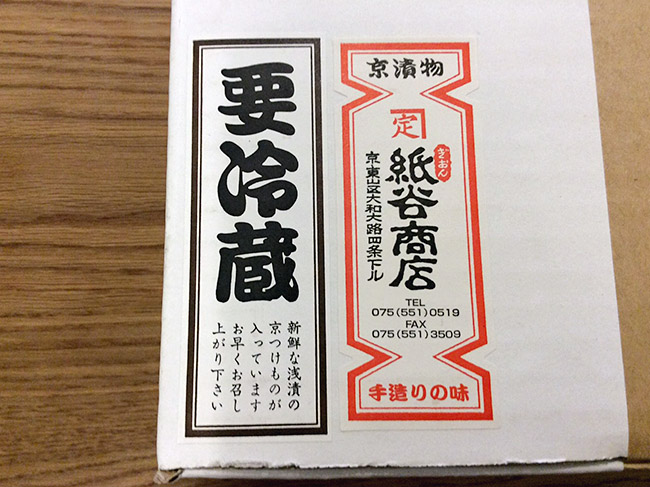 要冷蔵
新鮮な浅漬の
京つけものが
入っています
お早くお召し
上がり下さい
京漬物
定
ぎおん
紙谷商店
京・東山区大和大路四条下ル
TEL
075(551)0519
FAX
075(551)3509
手造りの味